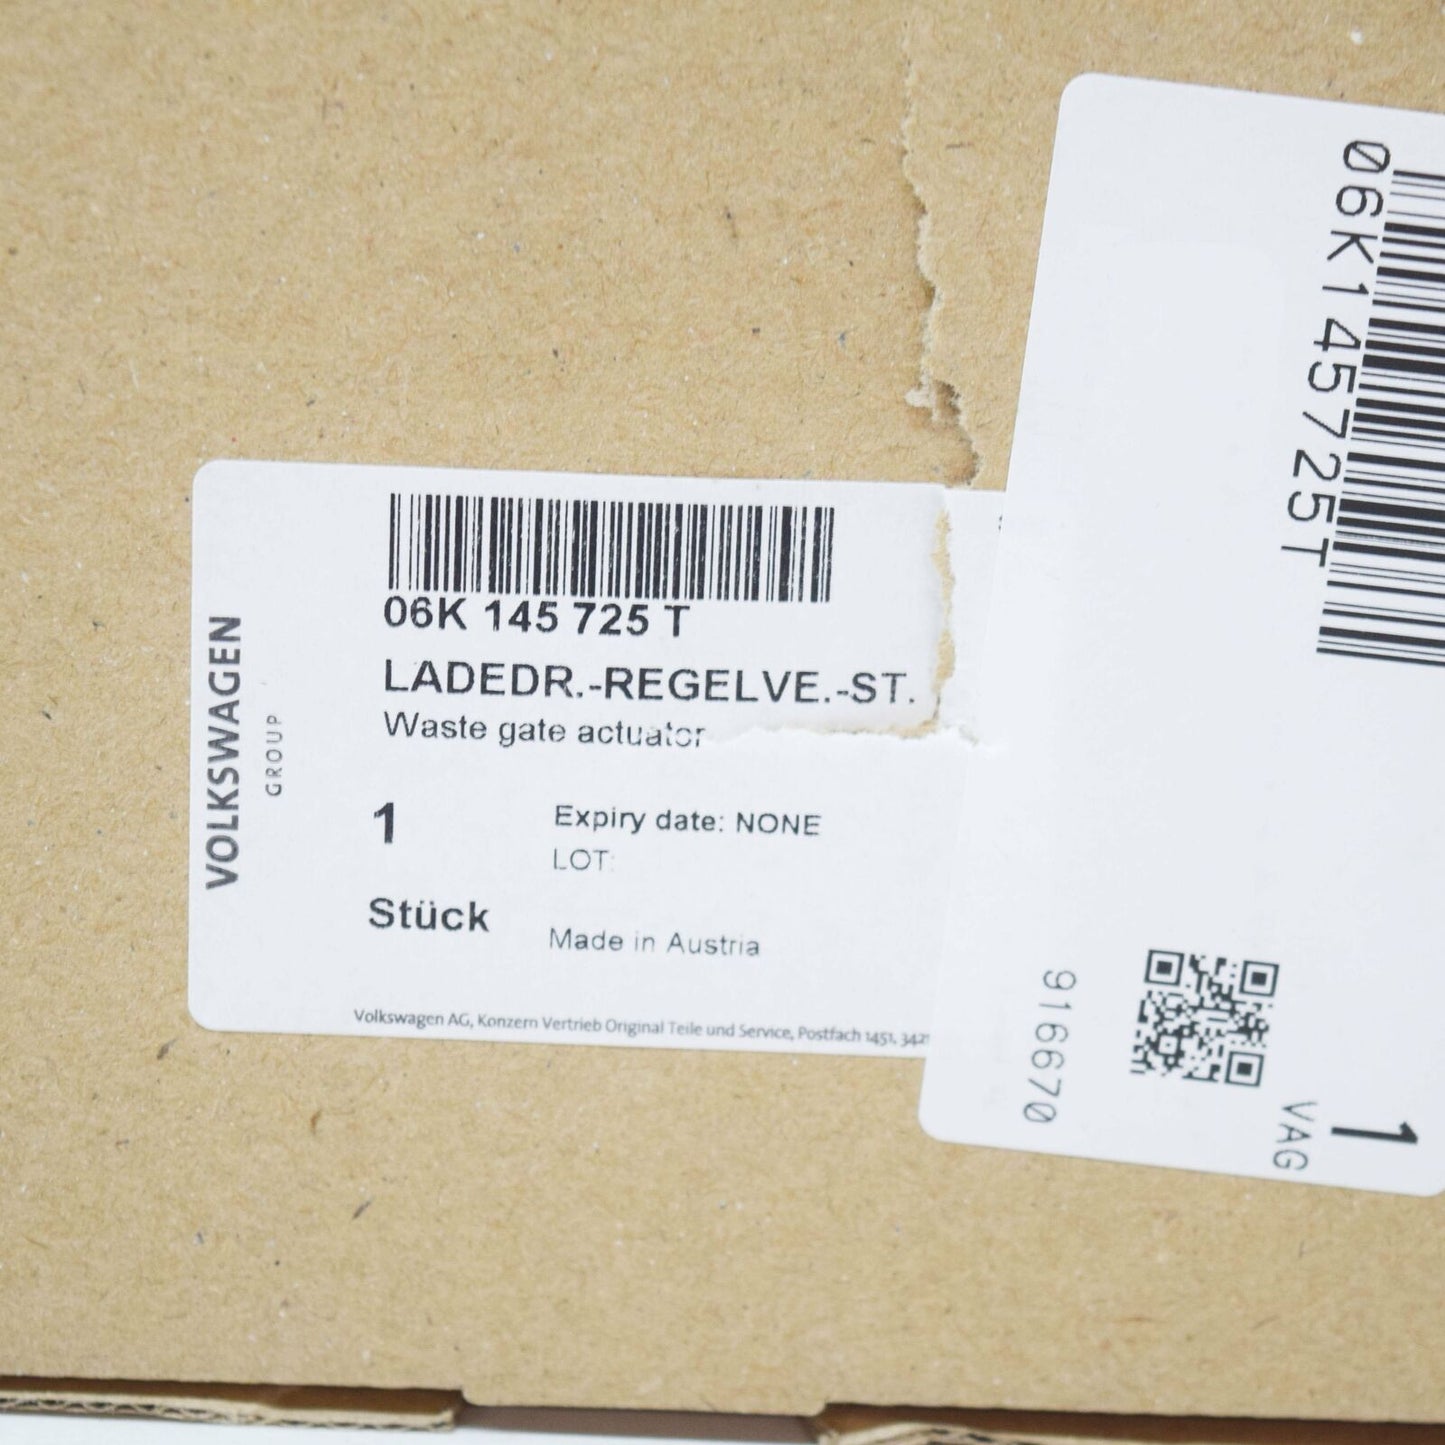 VOLKSWAGEN
GROUP
06K 145 725 T
LADEDR.-REGELVE.-ST.
Waste gate actuator
1
Stück
Expiry date: NONE
LOT:
Made in Austria
Volkswagen AG, Konzern Vertrieb Original Teile und Service, Postfach 1451, 342
06K145725T
916670
VAG
1